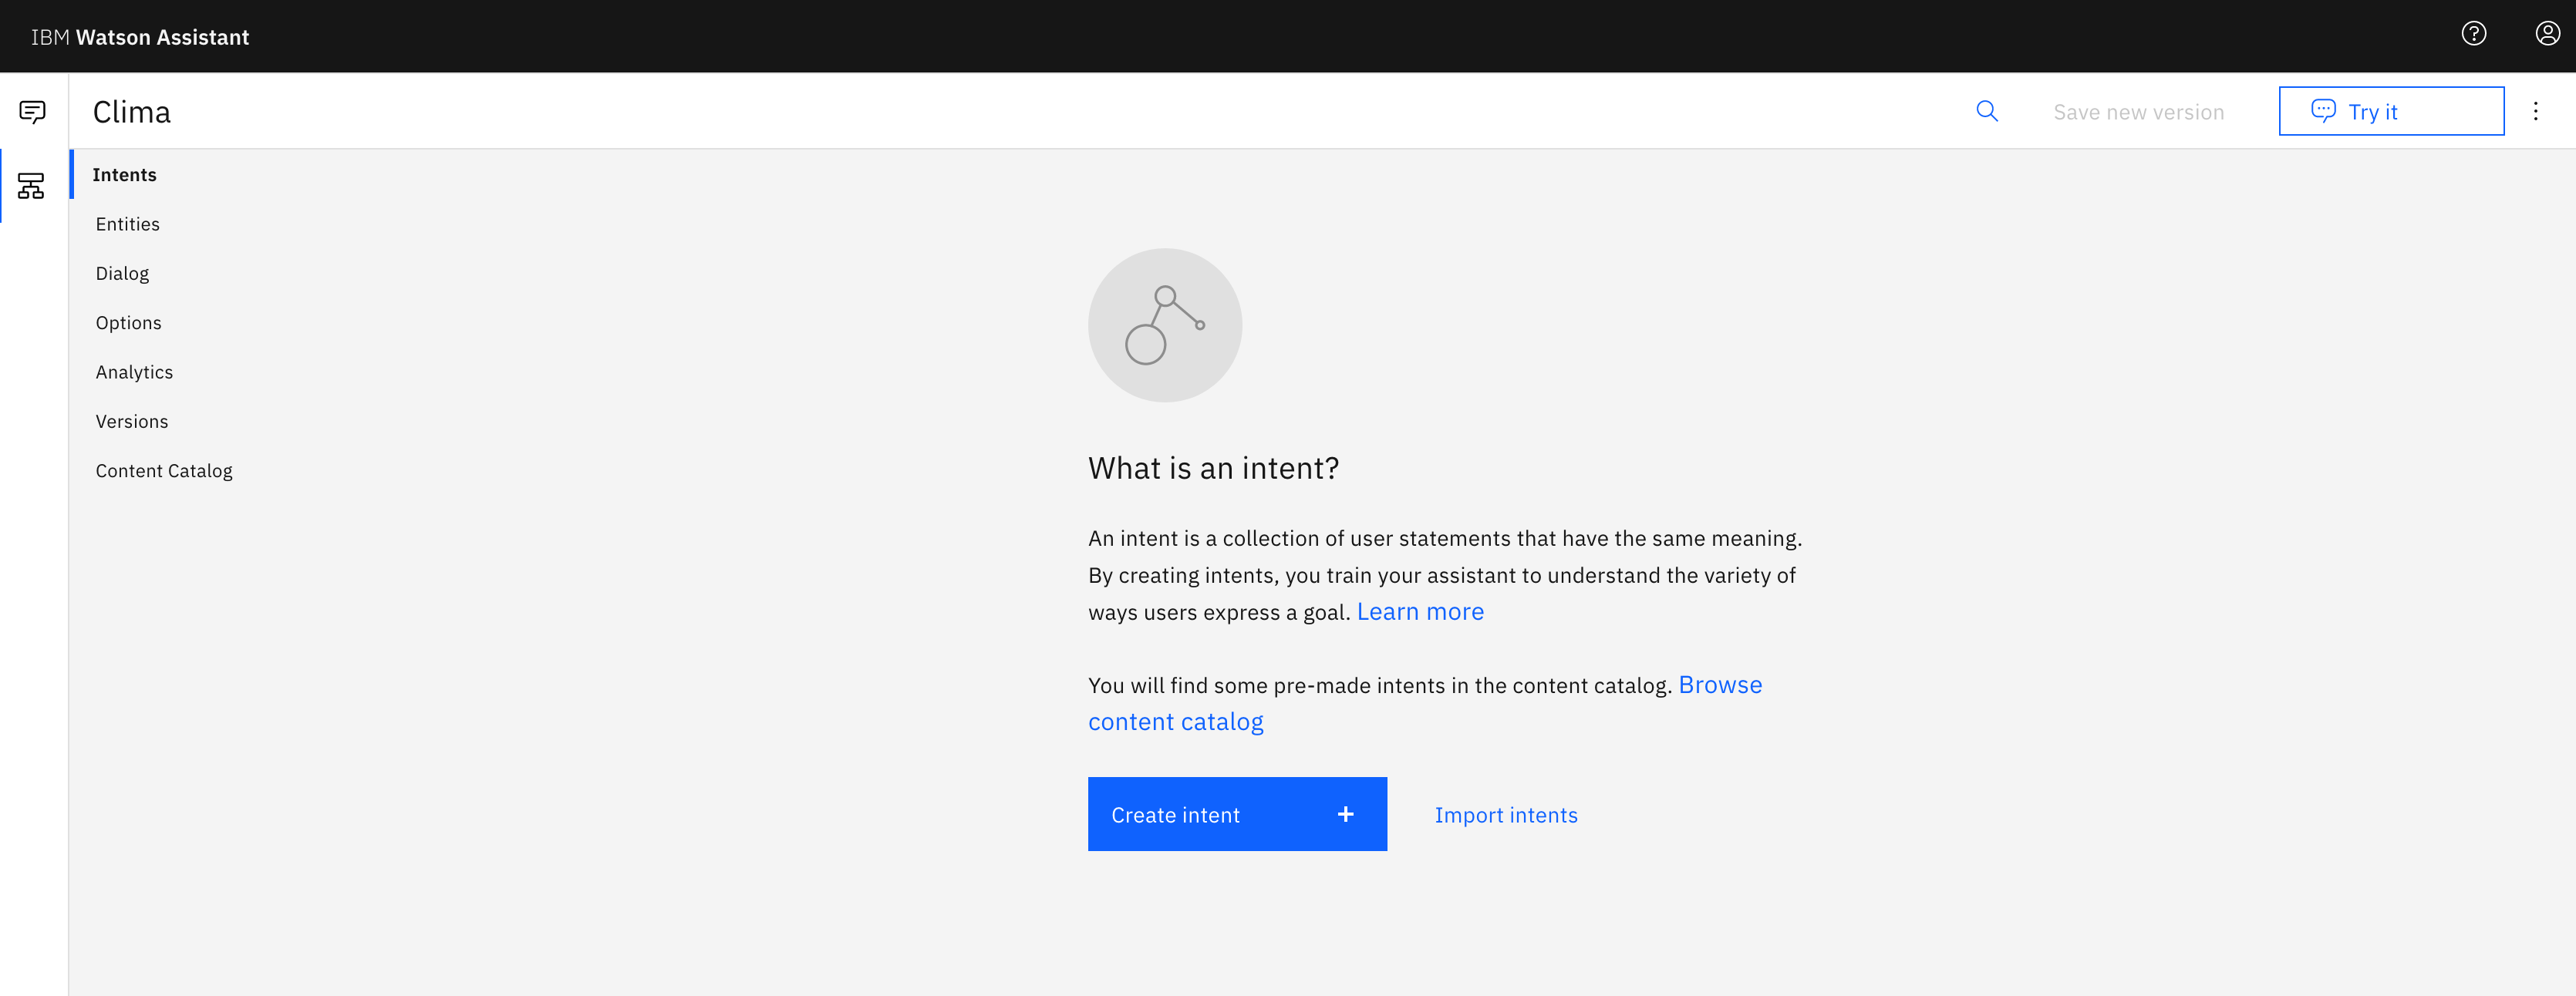 IBM Watson Assistant
Clima
Save new version
Try it
Intents
Entities
Dialog
Options
Analytics
Versions
Content Catalog
What is an intent?
An intent is a collection of user statements that have the same meaning.
By creating intents, you train your assistant to understand the variety of
ways users express a goal. Learn more
You will find some pre-made intents in the content catalog. Browse
content catalog
Create intent +
Import intents